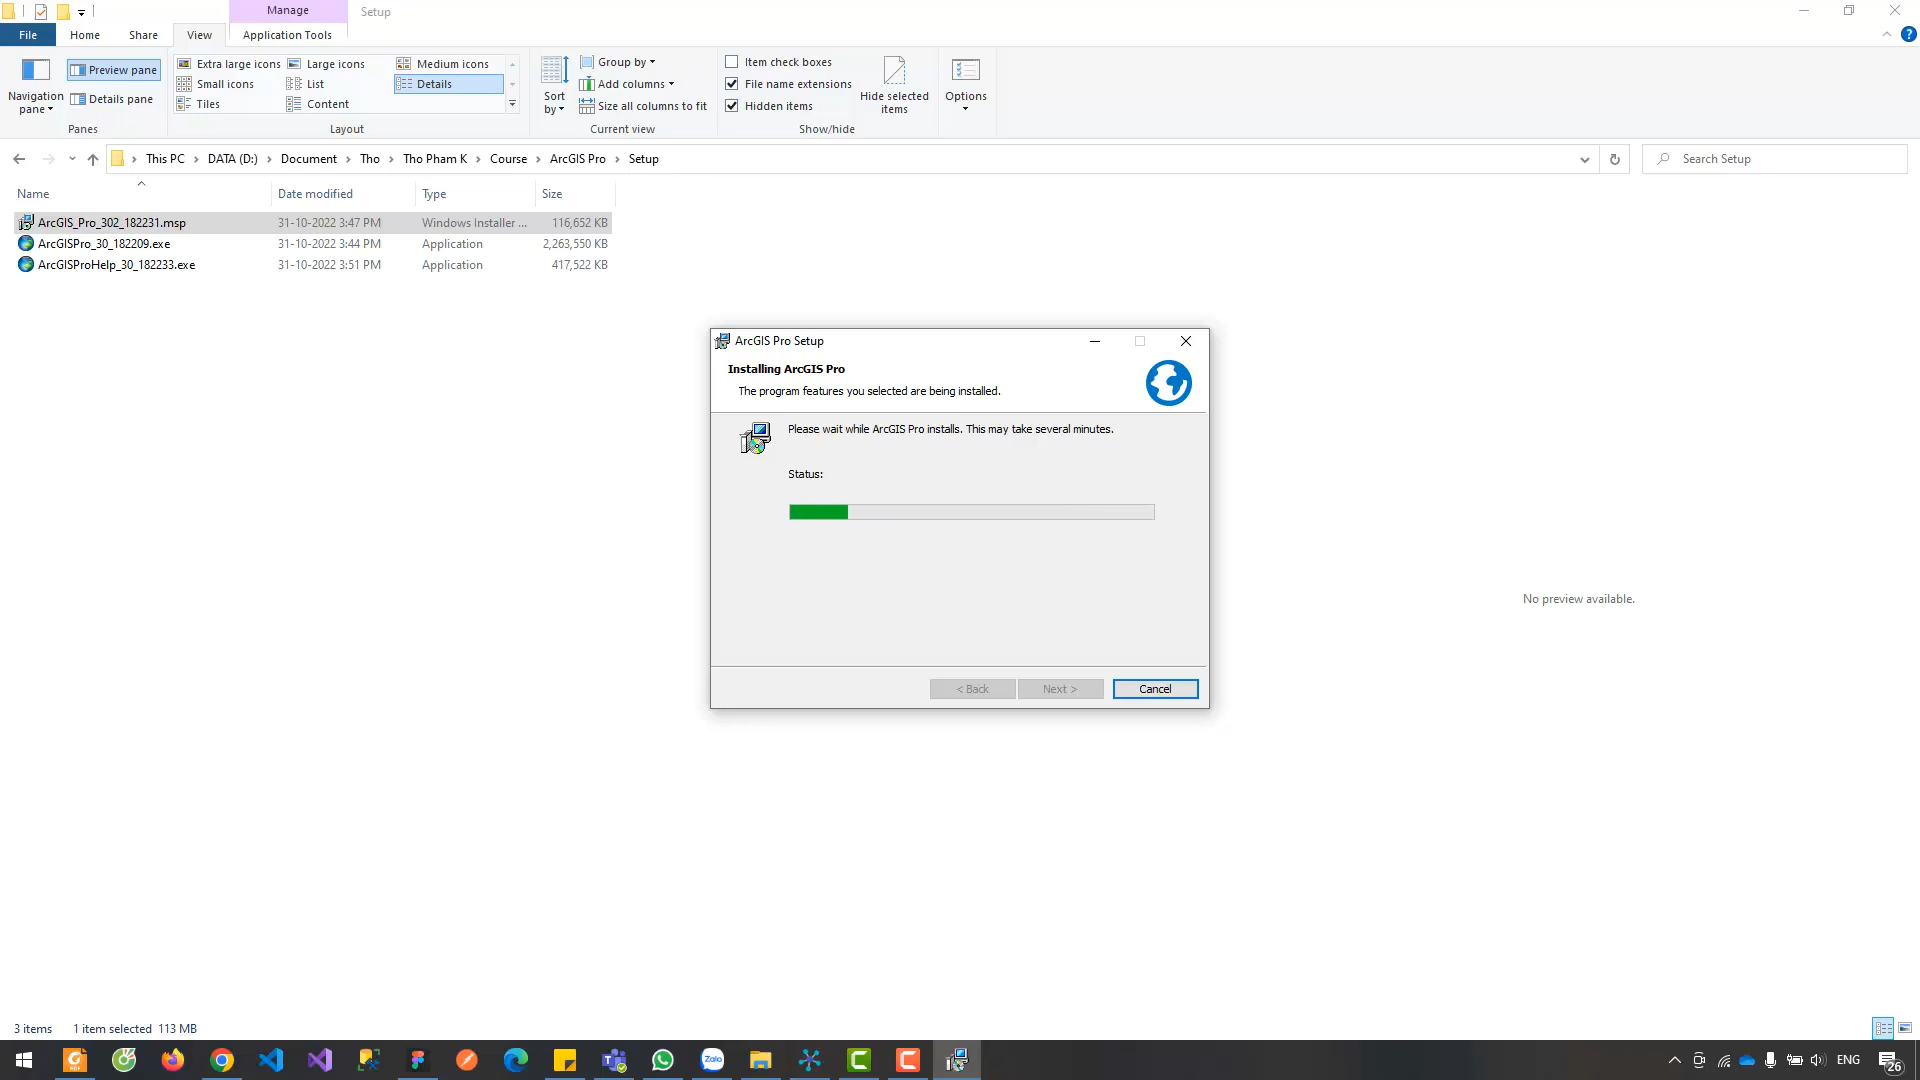 Manage
Setup
File
Home
Share
View
Application Tools
Navigation pane
Preview pane
Details pane
Panes
Extra large icons
Large icons
Medium icons
Small icons
List
Details
Tiles
Content
Layout
Sort by
Group by
Add columns
Size all columns to fit
Current view
Item check boxes
File name extensions
Hidden items
Hide selected items
Show/hide
Options
This PC > DATA (D:) > Document > Tho > Tho Pham K > Course > ArcGIS Pro > Setup
Search Setup
Name Date modified Type Size
ArcGIS_Pro_302_182231.msp 31-10-2022 3:47 PM Windows Installer ... 116,652 KB
ArcGISPro_30_182209.exe 31-10-2022 3:44 PM Application 2,263,550 KB
ArcGISProHelp_30_182233.exe 31-10-2022 3:51 PM Application 417,522 KB
ArcGIS Pro Setup
Installing ArcGIS Pro
The program features you selected are being installed.
Please wait while ArcGIS Pro installs. This may take several minutes.
Status:
< Back
Next >
Cancel
No preview available.
3 items 1 item selected 113 MB
Zalo
ENG
26